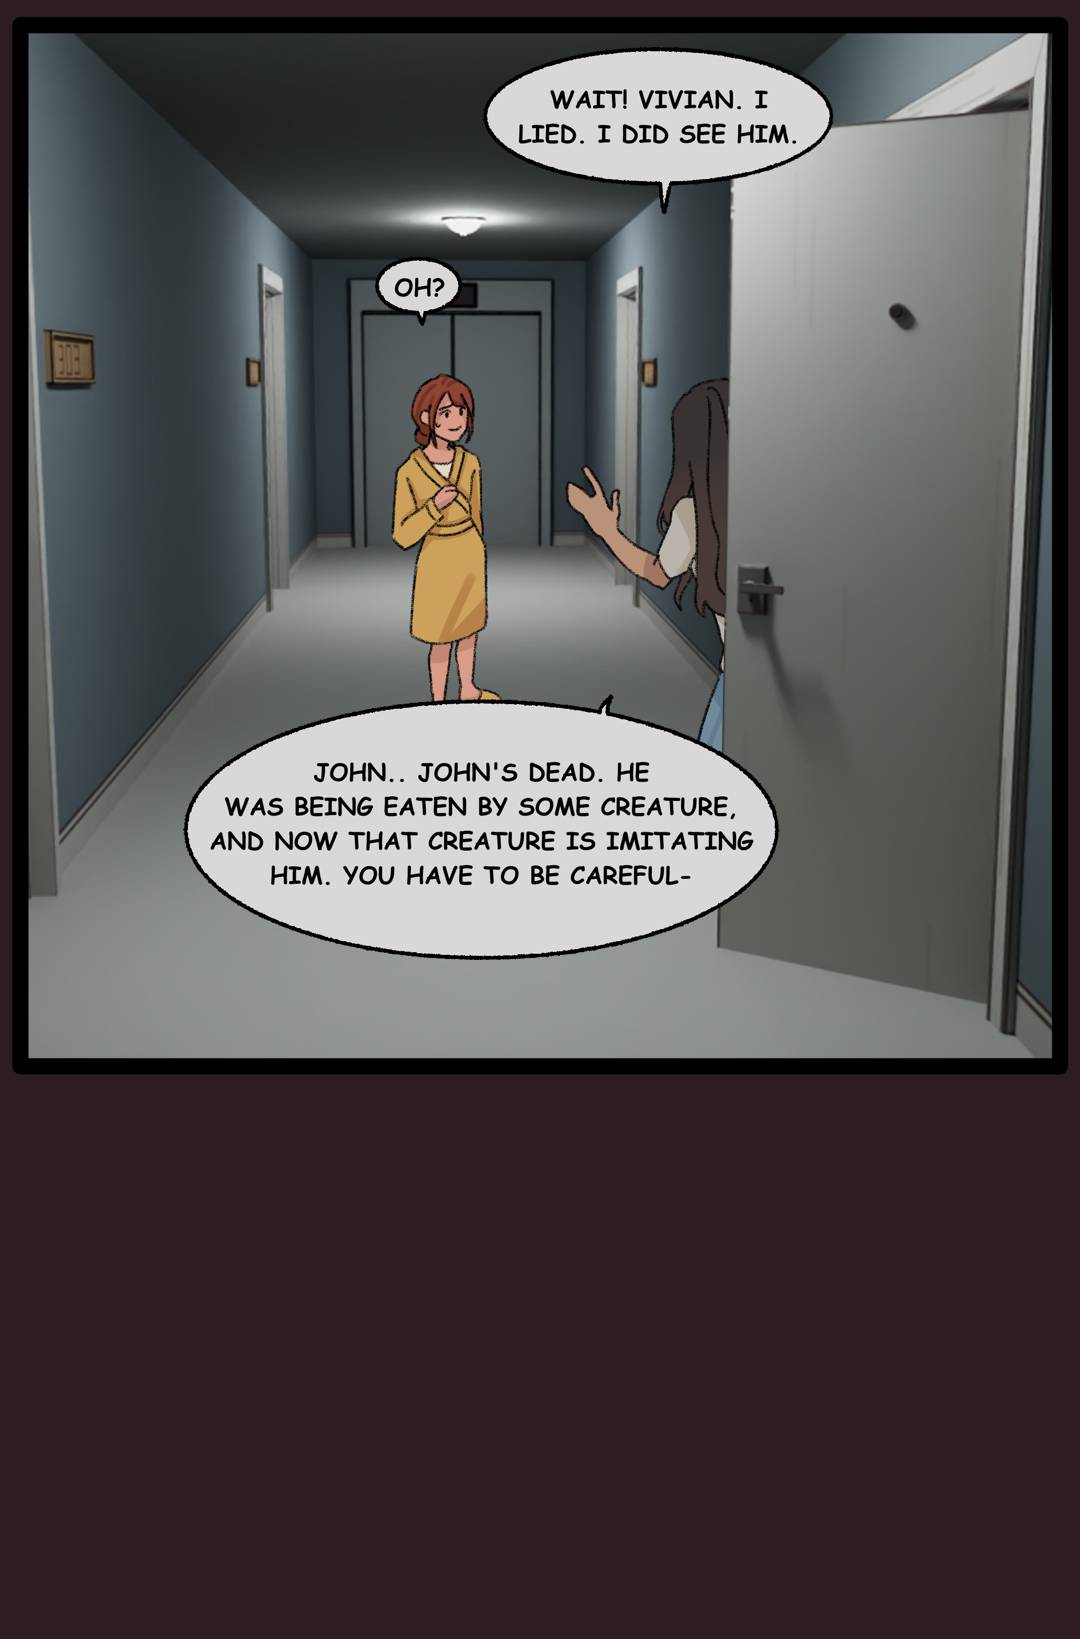 WAIT! VIVIAN. I
LIED. I DID SEE HIM.
OH?
303
JOHN.. JOHN'S DEAD. HE
WAS BEING EATEN BY SOME CREATURE,
AND NOW THAT CREATURE IS IMITATING
HIM. YOU HAVE TO BE CAREFUL-